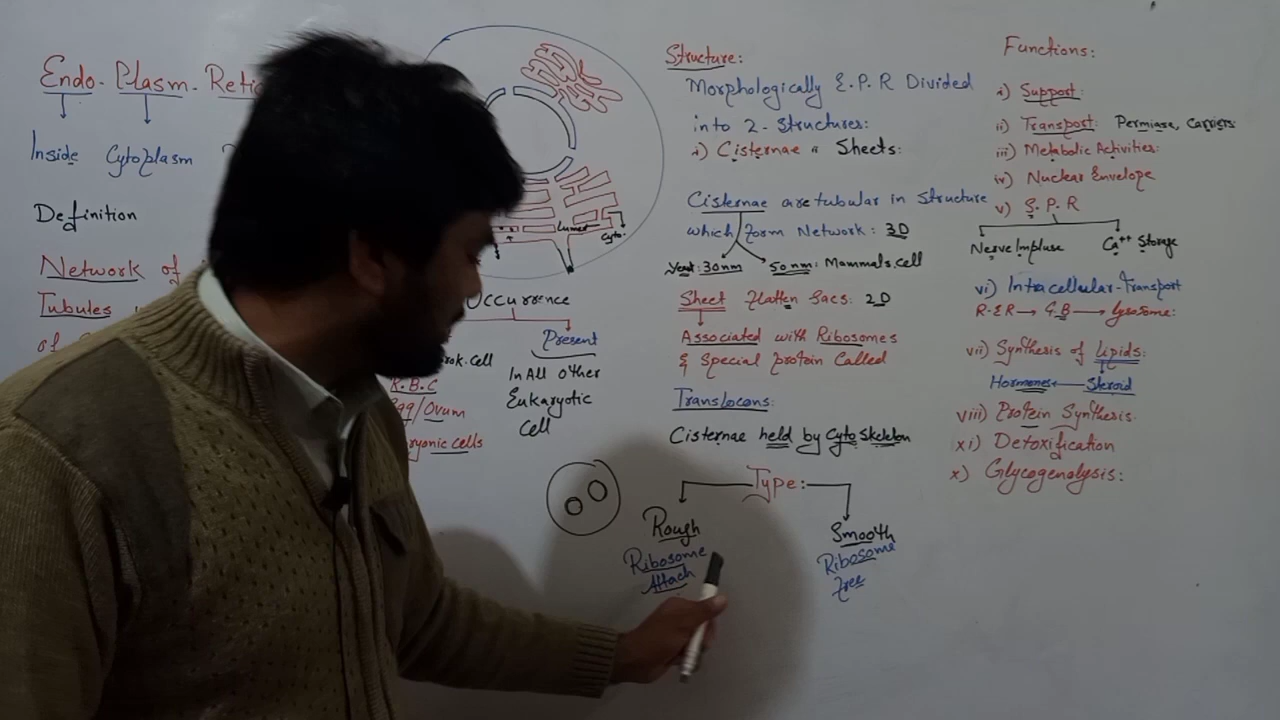 Endo- Plasm- Reti
Inside Cytoplasm
Definition
Network of
Tubules
of
Lumen
Cyto.
Occurrence
Present
rok.cell
R.B.C
Egg/Ovum
ryonic cells
In All other
Eukaryotic
Cell
Structure:
Morphologically E.P.R Divided
into 2-Structures:
i) Cisternae " Sheets:
Cisternae are tubular in Structure
which form Network: 3D
Yeast: 30nm 50nm: Mammals.cell
Sheet flatten Sacs: 2D
Associated with Ribosomes
& Special protein Called
Translocons:
Cisternae held by Cyto Skeleton
Type:
Rough
Ribosome
Attach
Smooth
Ribosome
free
Functions:
i) Support:
ii) Transport: Permiase, Carriers
iii) Metabolic Activities:
iv) Nuclear Envelope
v) S.P.R
Nerve Impluse Ca++ Storage
vi) Intracellular-Transport
R-E.R → G.B → lysosome:
vii) Synthesis of Lipids:
Hormones Steroid
viii) Protein Synthesis.
xi) Detoxification
x) Glycogenolysis: